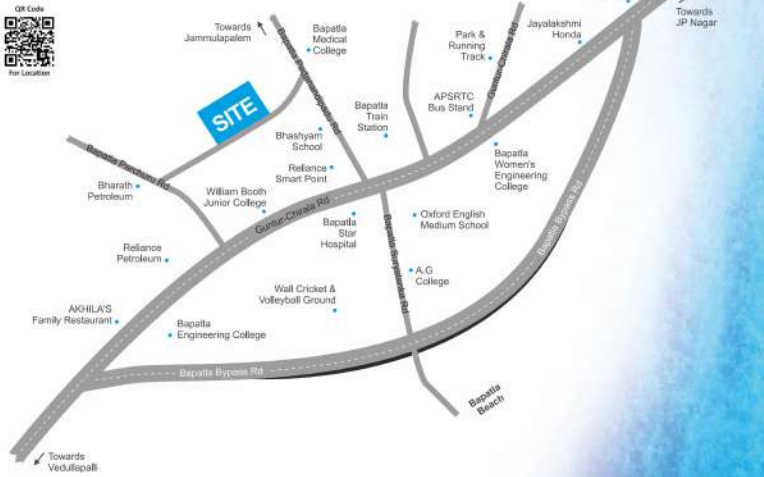 QR Code
For Location
Towards
Jammulapalem
Bapatla
Medical
College
Towards
JP Nagar
Jayalakshmi
Honda
Park &
Running
Track
Guntur-Chirala Rd
APSRTC
Bus Stand
Bapatla
Train
Station
SITE
Bhashyam
School
Bapatla Parchuru Rd
Bharath
Petroleum
Reliance
Smart Point
William Booth
Junior College
Bapatla
Women's
Engineering
College
Guntur-Chirala Rd
Bapatla
Star
Hospital
Oxford English
Medium School
Bapatla Suryalanka Rd
Bapatla Bypass Rd
Reliance
Petroleum
A.G
College
Wall Cricket &
Volleyball Ground
AKHILA'S
Family Restaurant
Bapatla
Engineering College
Bapatla Bypass Rd
Bapatla
Beach
Towards
Vedullapalli